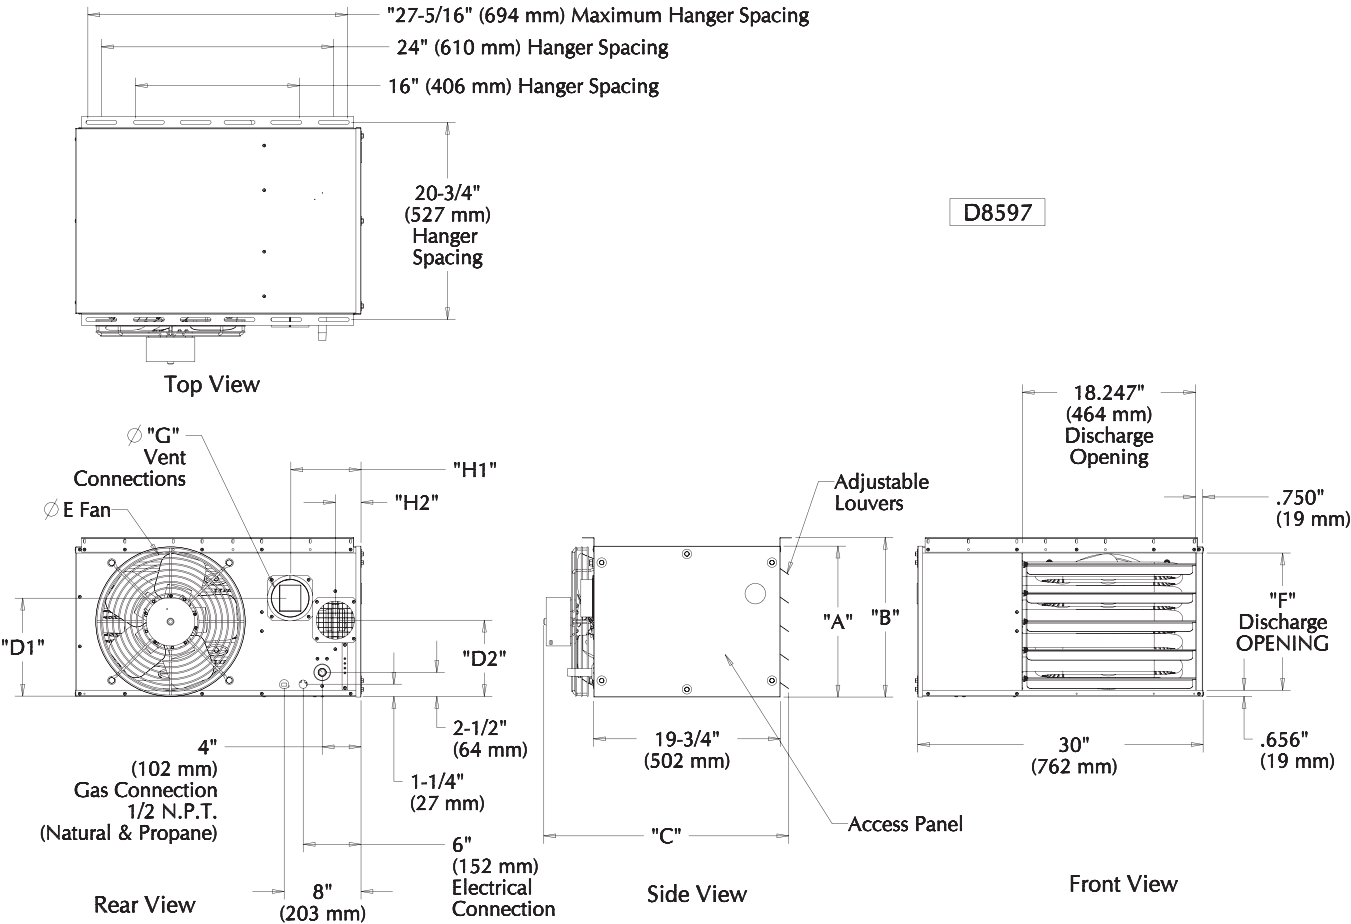 "27-5/16" (694 mm) Maximum Hanger Spacing
24" (610 mm) Hanger Spacing
16" (406 mm) Hanger Spacing
20-3/4"
(527 mm)
Hanger
Spacing
D8597
Top View
"G"
Vent
Connections
E Fan
"H1"
"H2"
"D1"
"D2"
2-1/2"
(64 mm)
4"
(102 mm)
Gas Connection
1/2 N.P.T.
(Natural & Propane)
1-1/4"
(27 mm)
6"
(152 mm)
Electrical
Connection
8"
(203 mm)
Rear View
Adjustable
Louvers
"A"
"B"
19-3/4"
(502 mm)
"C"
Access Panel
Side View
18.247"
(464 mm)
Discharge
Opening
.750"
(19 mm)
"F"
Discharge
OPENING
30"
(762 mm)
.656"
(19 mm)
Front View